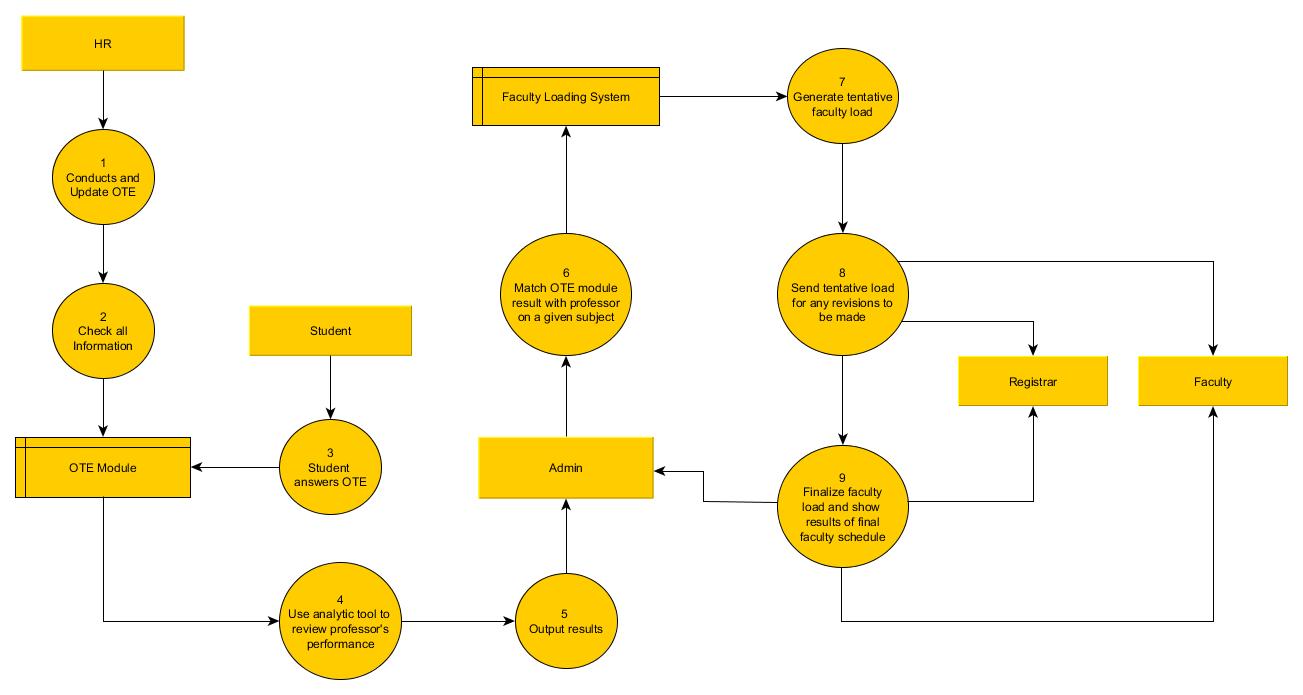 HR
1
Conducts and
Update OTE
2
Check all
Information
OTE Module
Student
3
Student
answers OTE
4
Use analytic tool to
review professor's
performance
5
Output results
Admin
6
Match OTE module
result with professor
on a given subject
Faculty Loading System
7
Generate tentative
faculty load
8
Send tentative load
for any revisions to
be made
Registrar
Faculty
9
Finalize faculty
load and show
results of final
faculty schedule